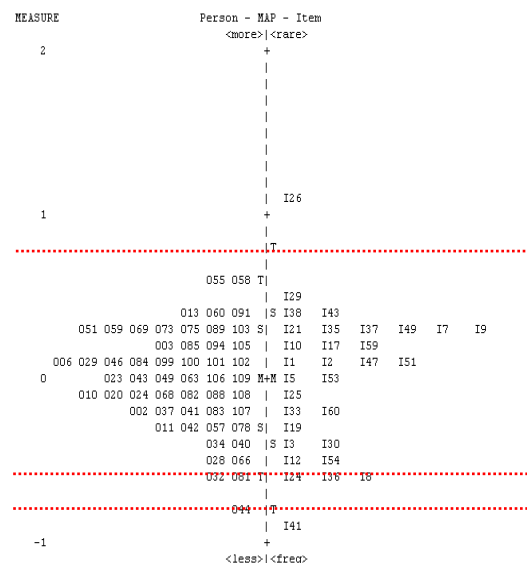 MEASURE Person - MAP - Item
<more>|<rare>
2 +
|
|
|
|
|
|
|
|
| I26
1 +
|
|T
|
055 058 T|
| I29
013 060 091 |S I38 I43
051 059 069 073 075 089 103 S| I21 I35 I37 I49 I7 I9
003 085 094 105 | I10 I17 I59
006 029 046 084 099 100 101 102 | I1 I2 I47 I51
0 023 043 049 063 106 109 M+M I5 I53
010 020 024 068 082 088 108 | I25
002 037 041 083 107 | I33 I60
011 042 057 078 S| I19
034 040 |S I3 I30
028 066 | I12 I54
032 081 T| I24 I36 I8
|
044 |T
| I41
-1 +
<less>|<freq>